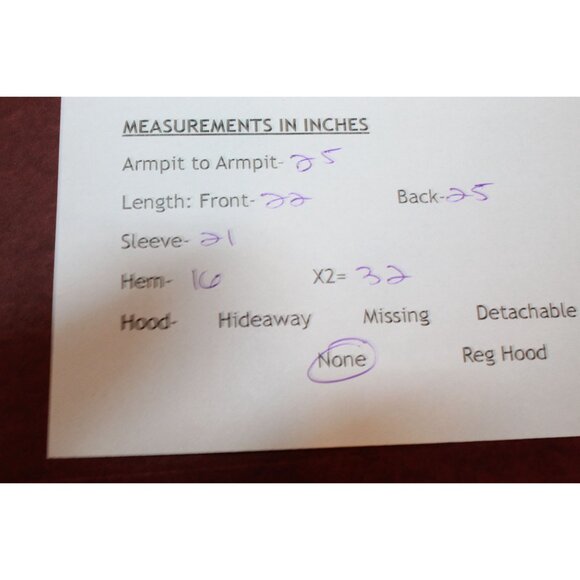 MEASUREMENTS IN INCHES
Armpit to Armpit- 25
Length: Front- 22 Back- 25
Sleeve- 21
Hem- 16 X2= 32
Hood- Hideaway Missing Detachable
None Reg Hood